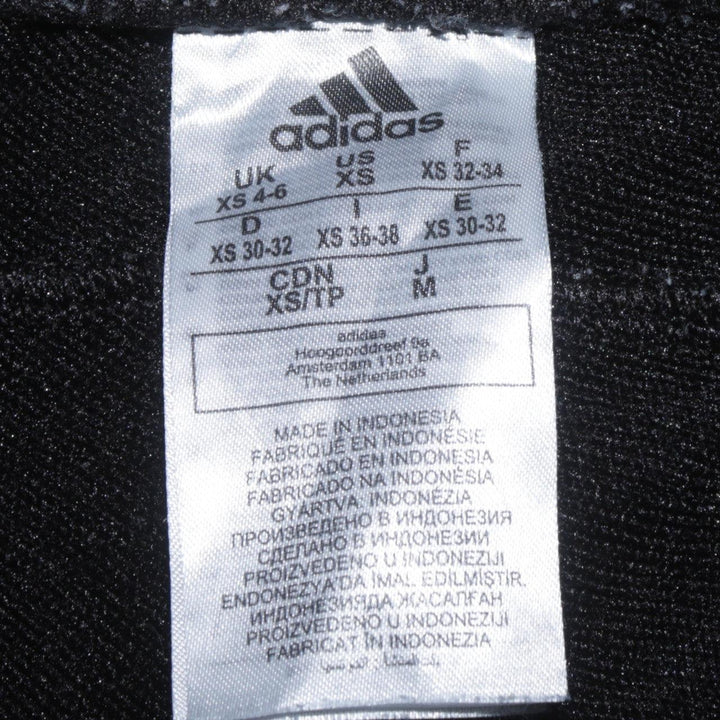 adidas
UK US F
XS 4-6 XS XS 32-34
D I E
XS 30-32 XS 36-38 XS 30-32
CDN J
XS/TP M
adidas
Hoogoorddreef 9a
Amsterdam 1101 BA
The Netherlands
MADE IN INDONESIA
FABRIQUÉ EN INDONÉSIE
FABRICADO EN INDONESIA
FABRICADO NA INDONÉSIA
GYÁRTVA: INDONÉZIA
ПРОИЗВЕДЕНО В ИНДОНЕЗИЯ
СДЕЛАНО В ИНДОНЕЗИИ
PROIZVEDENO U INDONEZIJI
ENDONEZYA'DA İMAL EDİLMİŞTİR.
ИНДОНЕЗИЯДА ЖАСАЛҒАН
PROIZVEDENO U INDONEZIJI
FABRICAT ÎN INDONEZIA